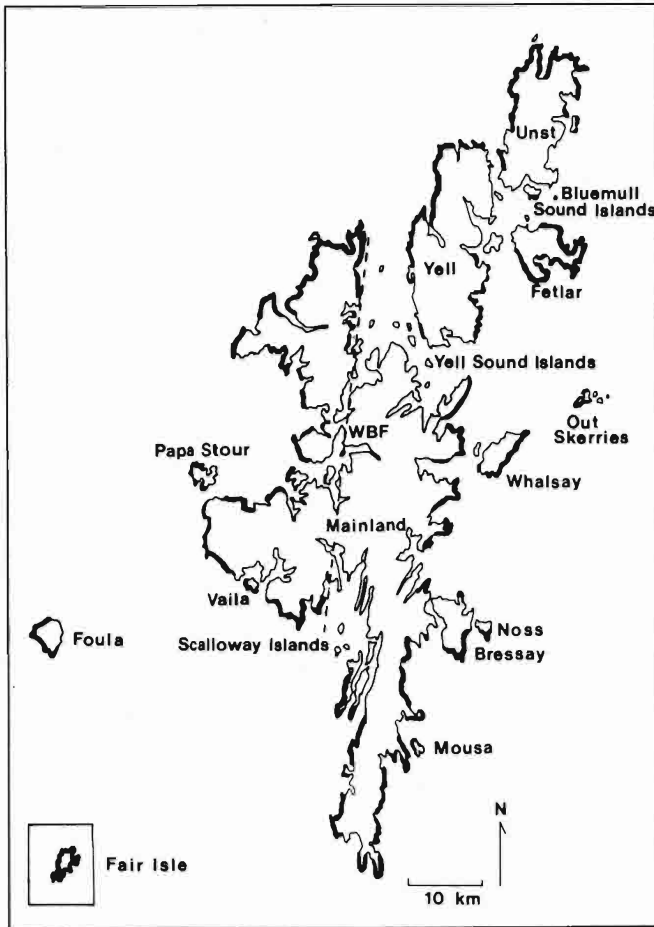 Unst
Bluemull
Sound Islands
Yell
Fetlar
Yell Sound Islands
Out
Skerries
WBF
Papa Stour
Whalsay
Mainland
Vaila
Noss
Foula
Scalloway Islands
Bressay
Mousa
N
Fair Isle
10 km